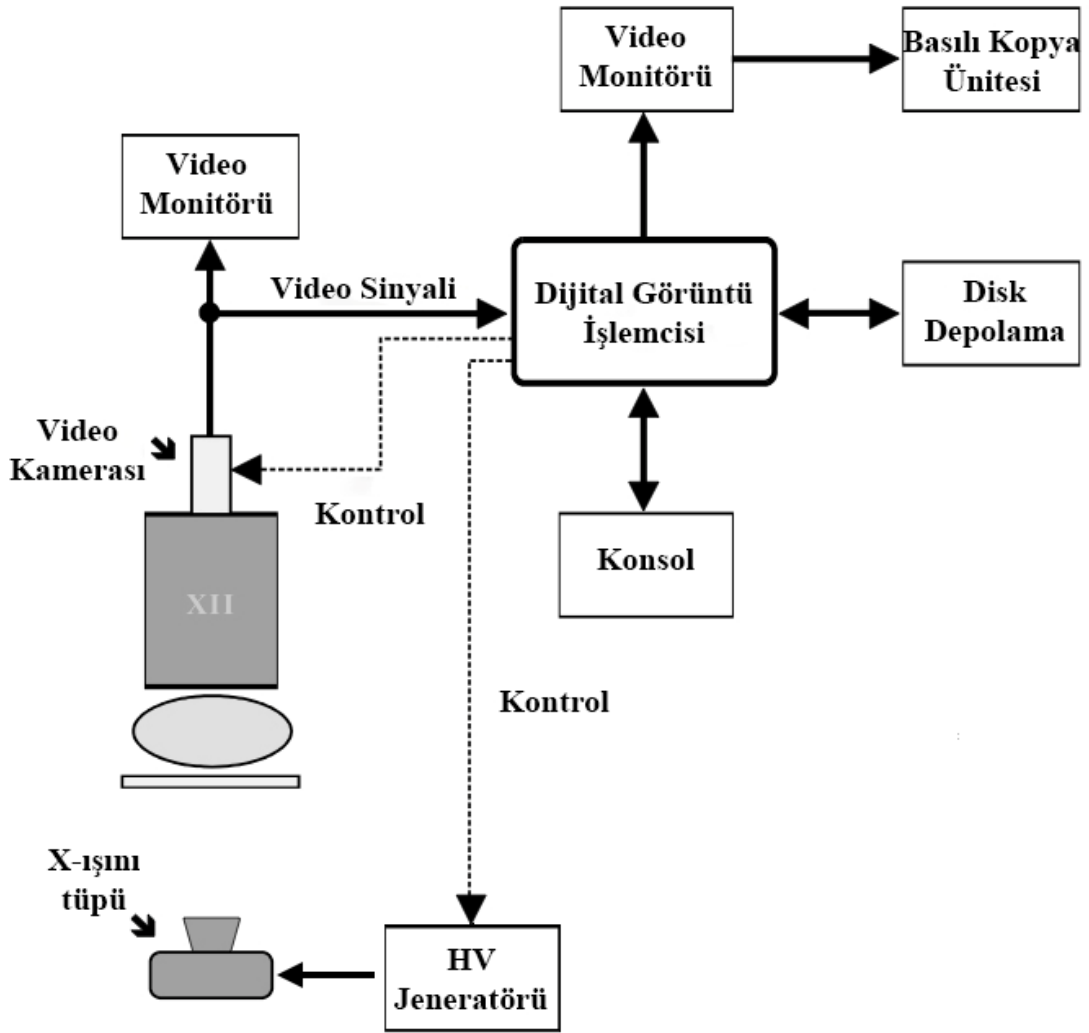 Video
Monitörü
Basılı Kopya
Ünitesi
Video
Monitörü
Video Sinyali
Dijital Görüntü
İşlemcisi
Disk
Depolama
Video
Kamerası
Kontrol
Konsol
XII
Kontrol
X-ışını
tüpü
HV
Jeneratörü